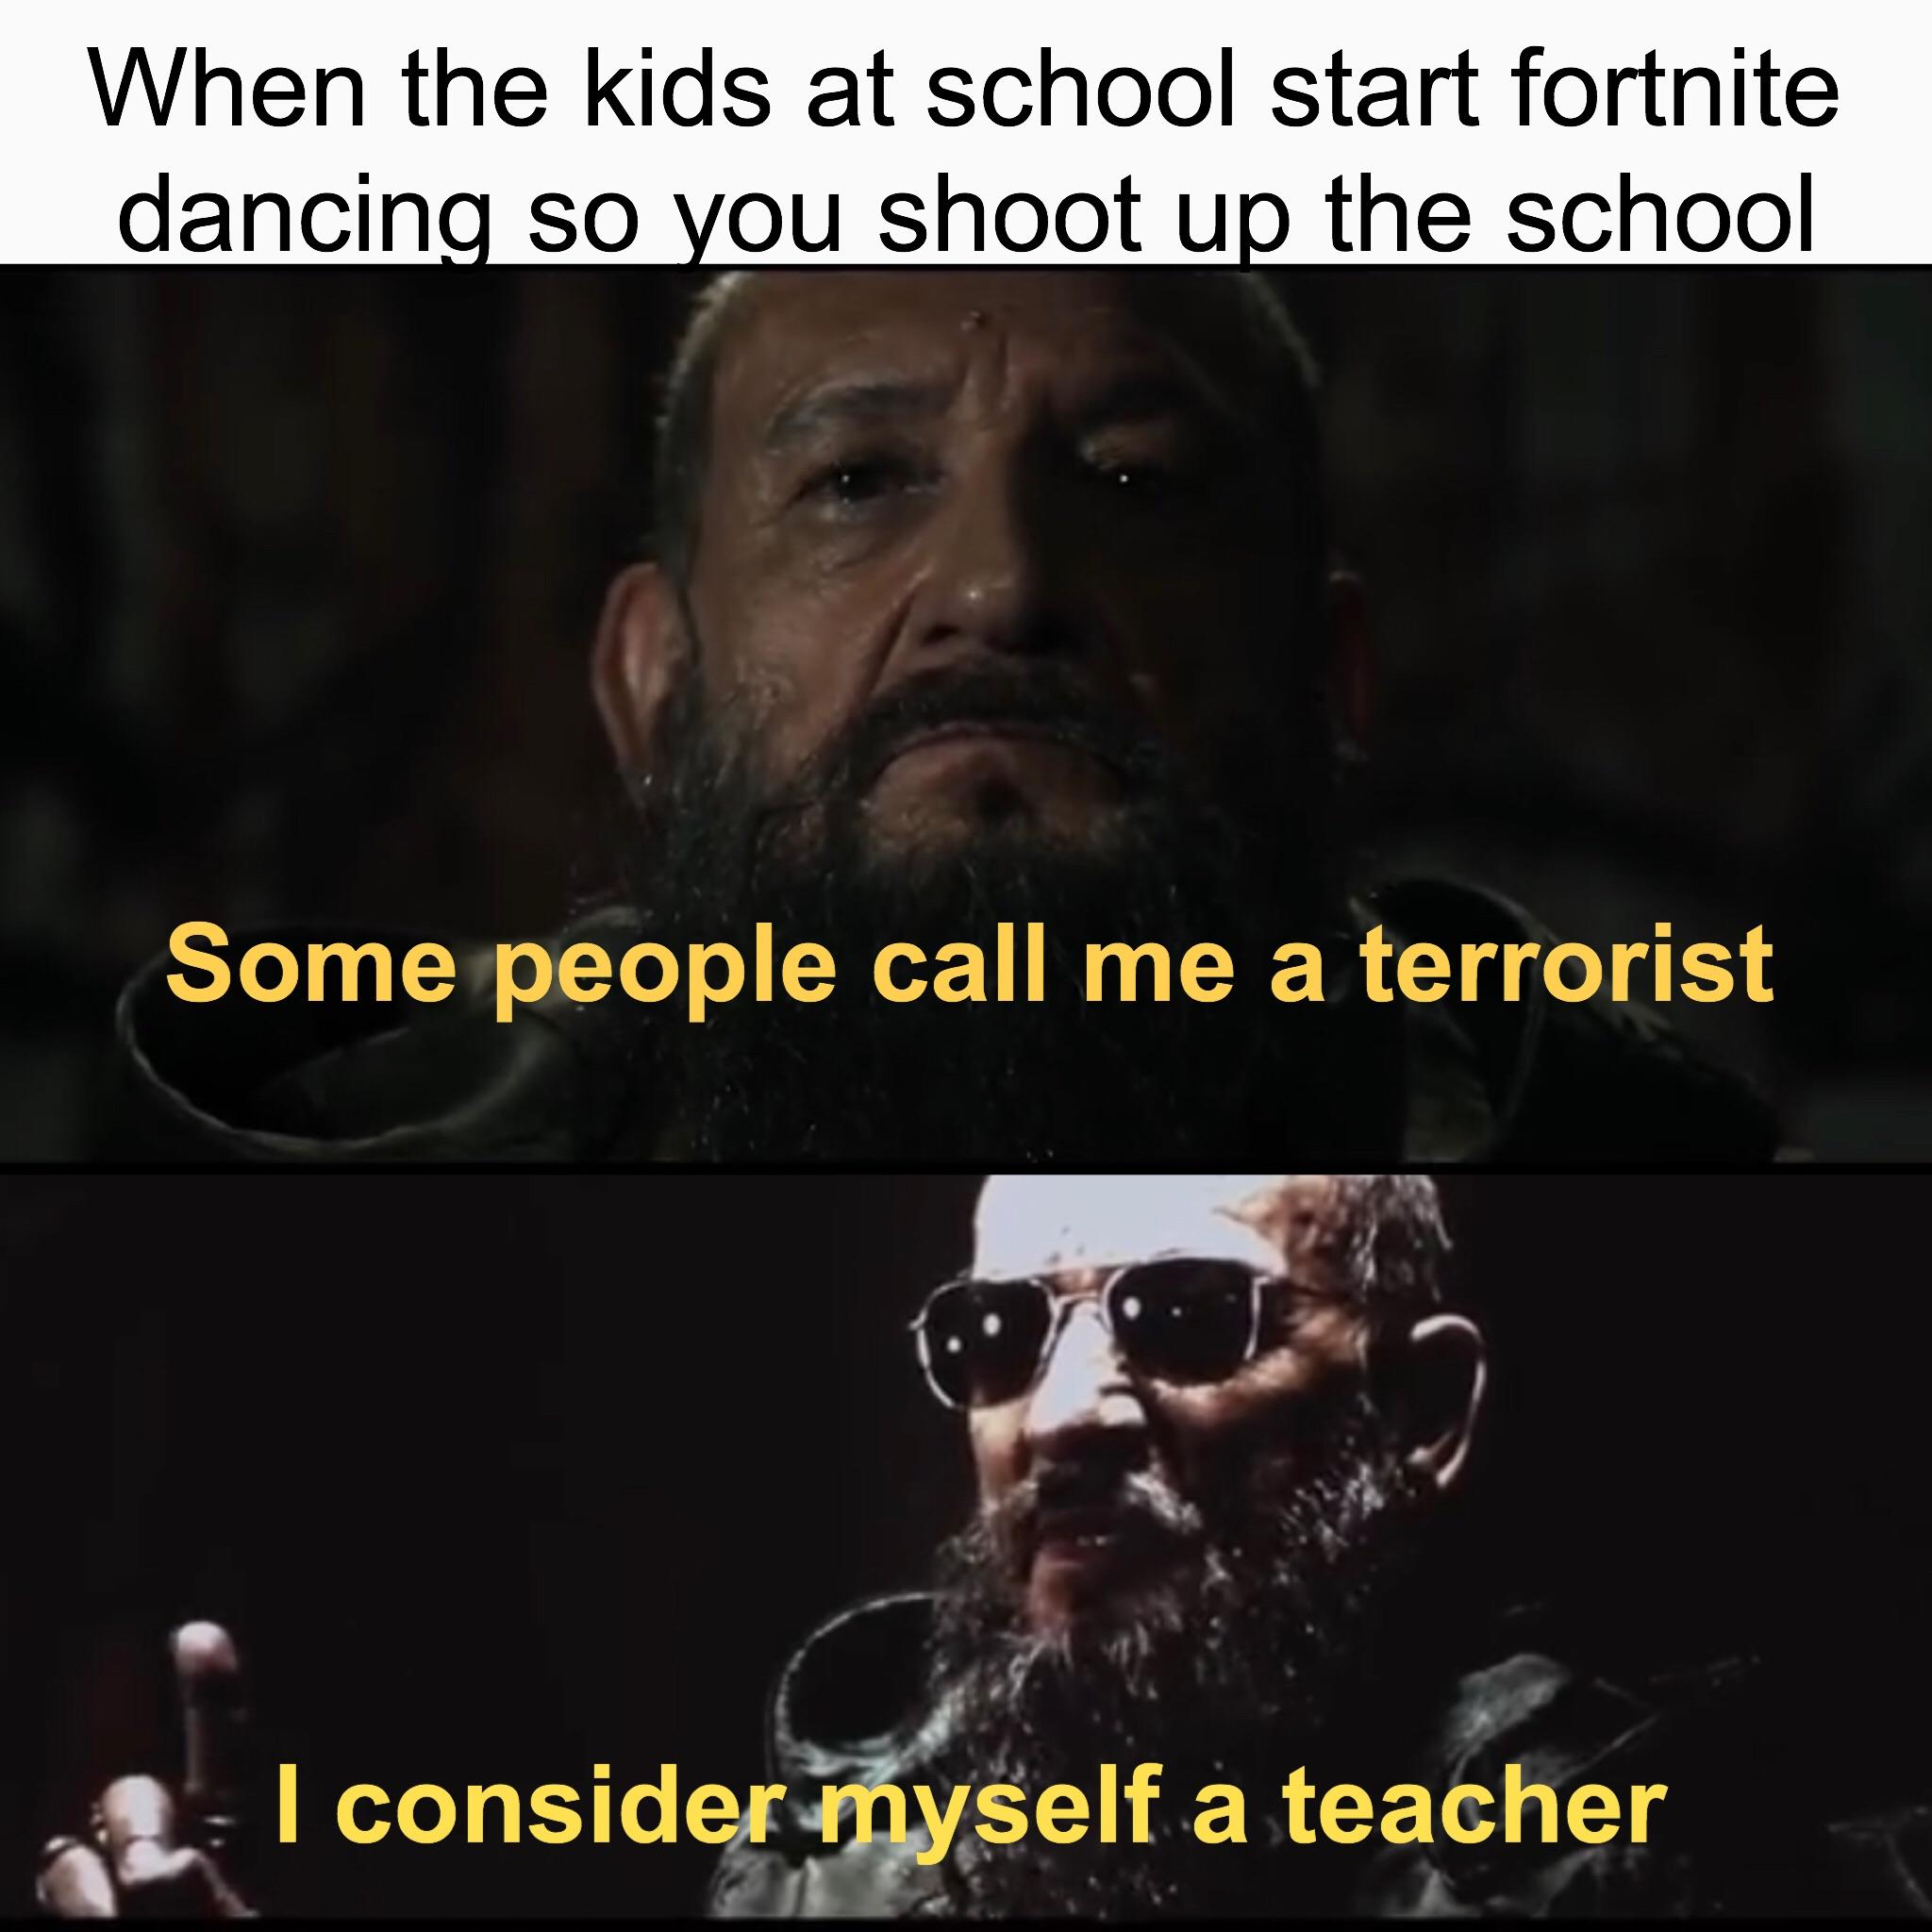 When the kids at school start fortnite
dancing so you shoot up the school
Some people call me a terrorist
I consider myself a teacher